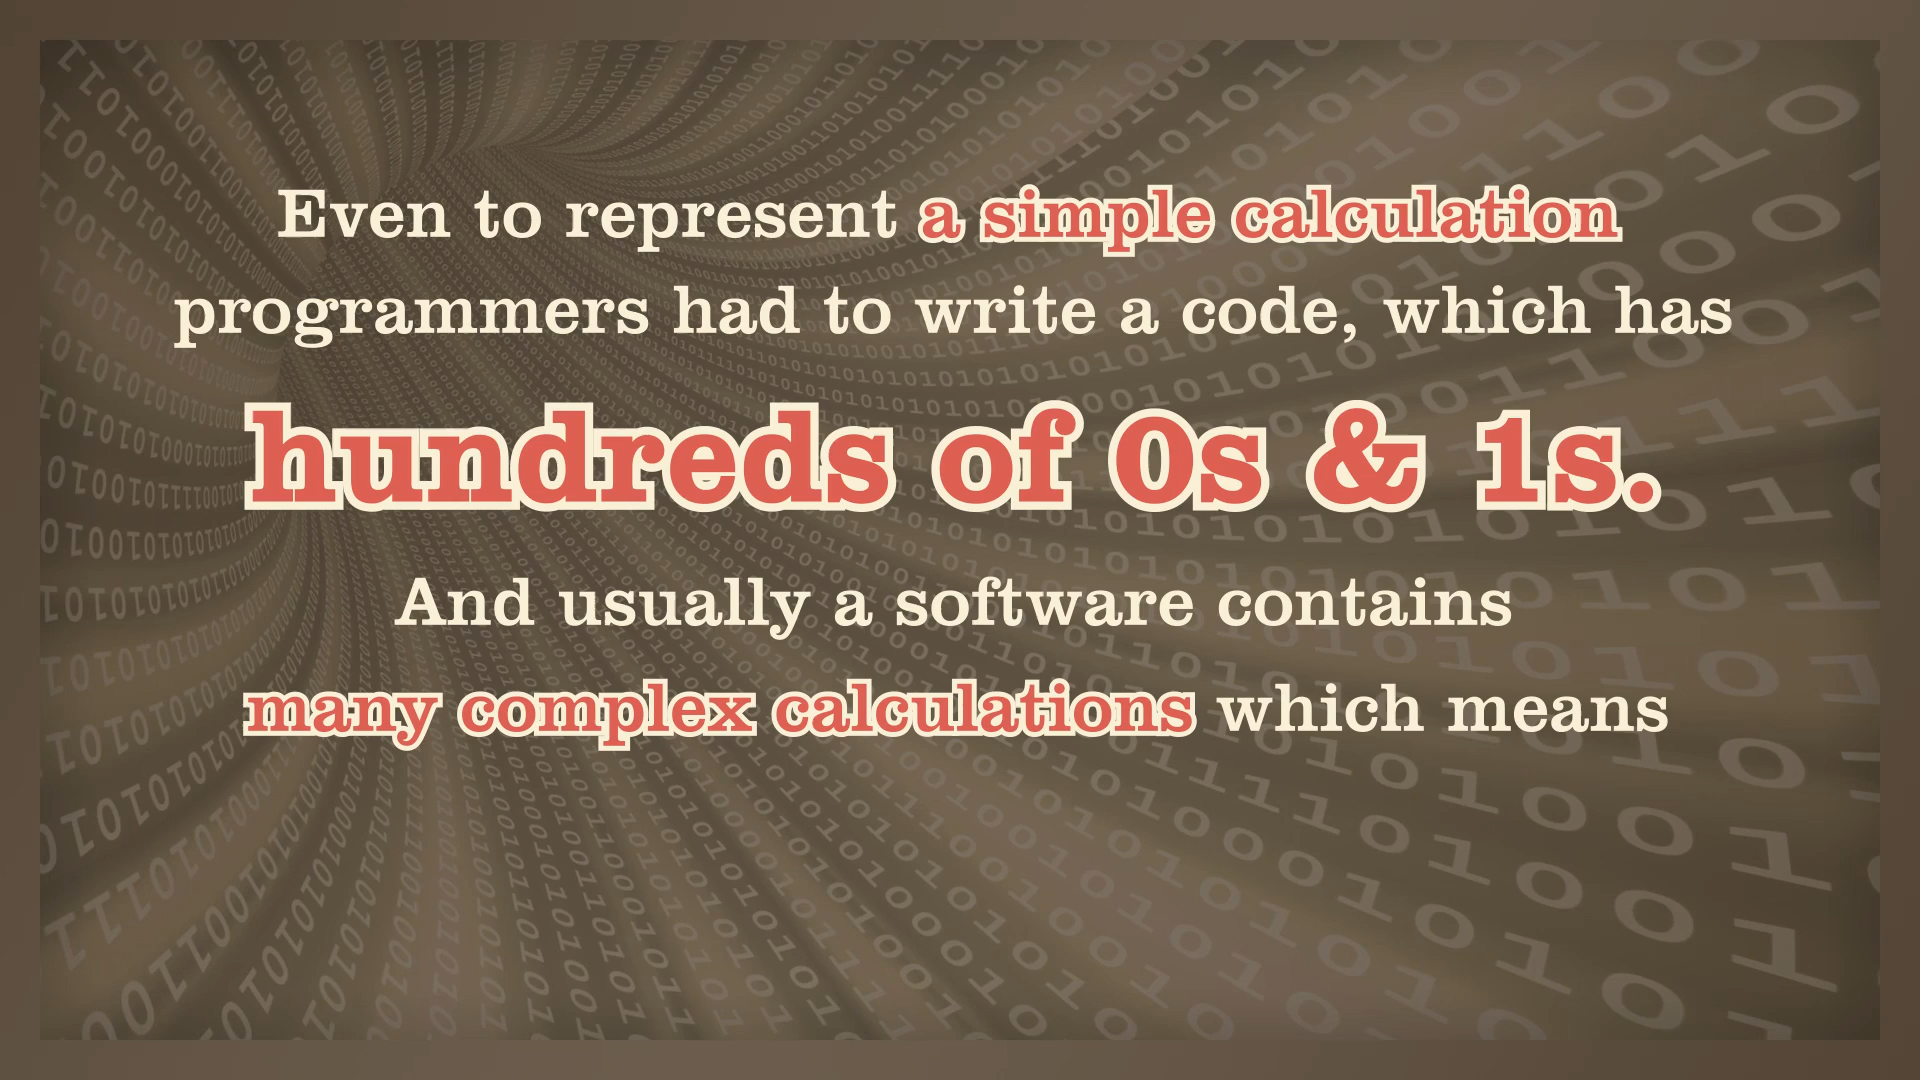 Even to represent a simple calculation
programmers had to write a code, which has
hundreds of 0s & 1s.
And usually a software contains
many complex calculations which means